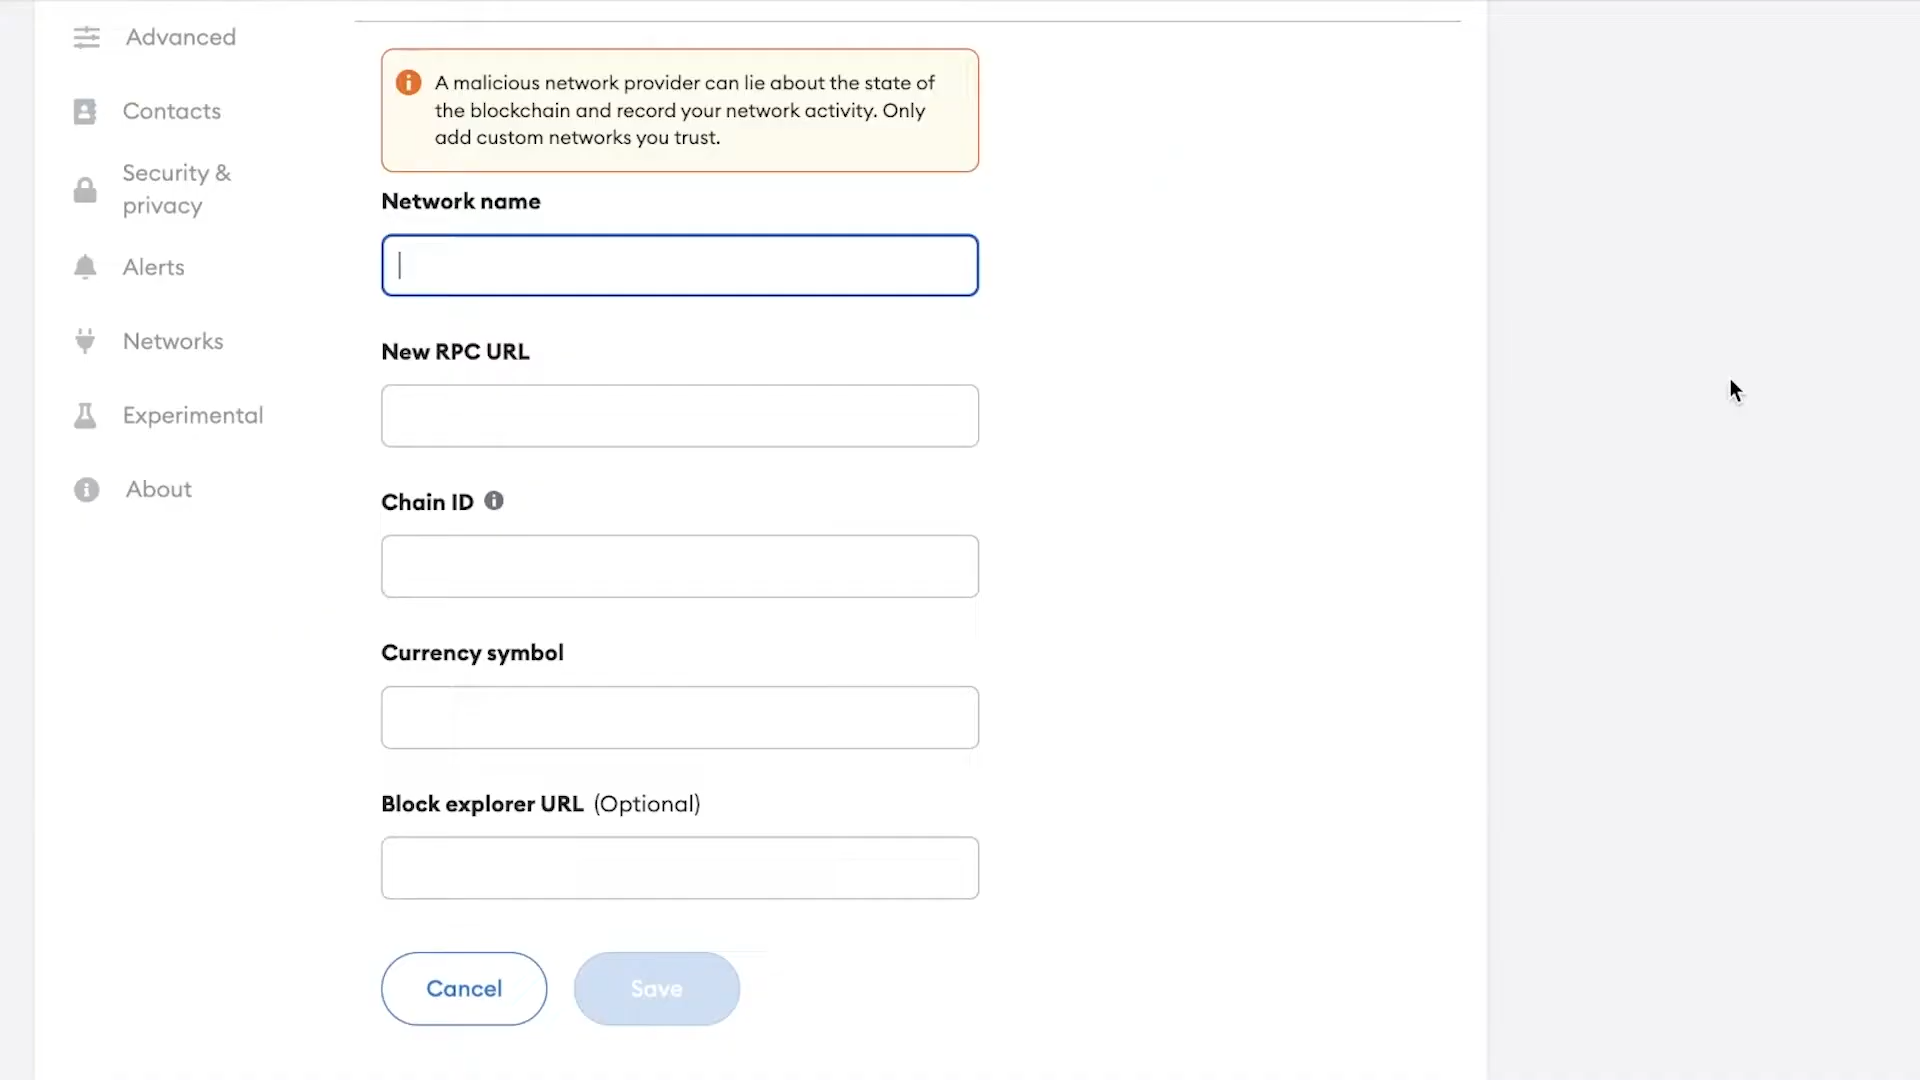 Advanced
Contacts
Security &
privacy
Alerts
Networks
Experimental
About
A malicious network provider can lie about the state of
the blockchain and record your network activity. Only
add custom networks you trust.
Network name
New RPC URL
Chain ID
Currency symbol
Block explorer URL (Optional)
Cancel
Save